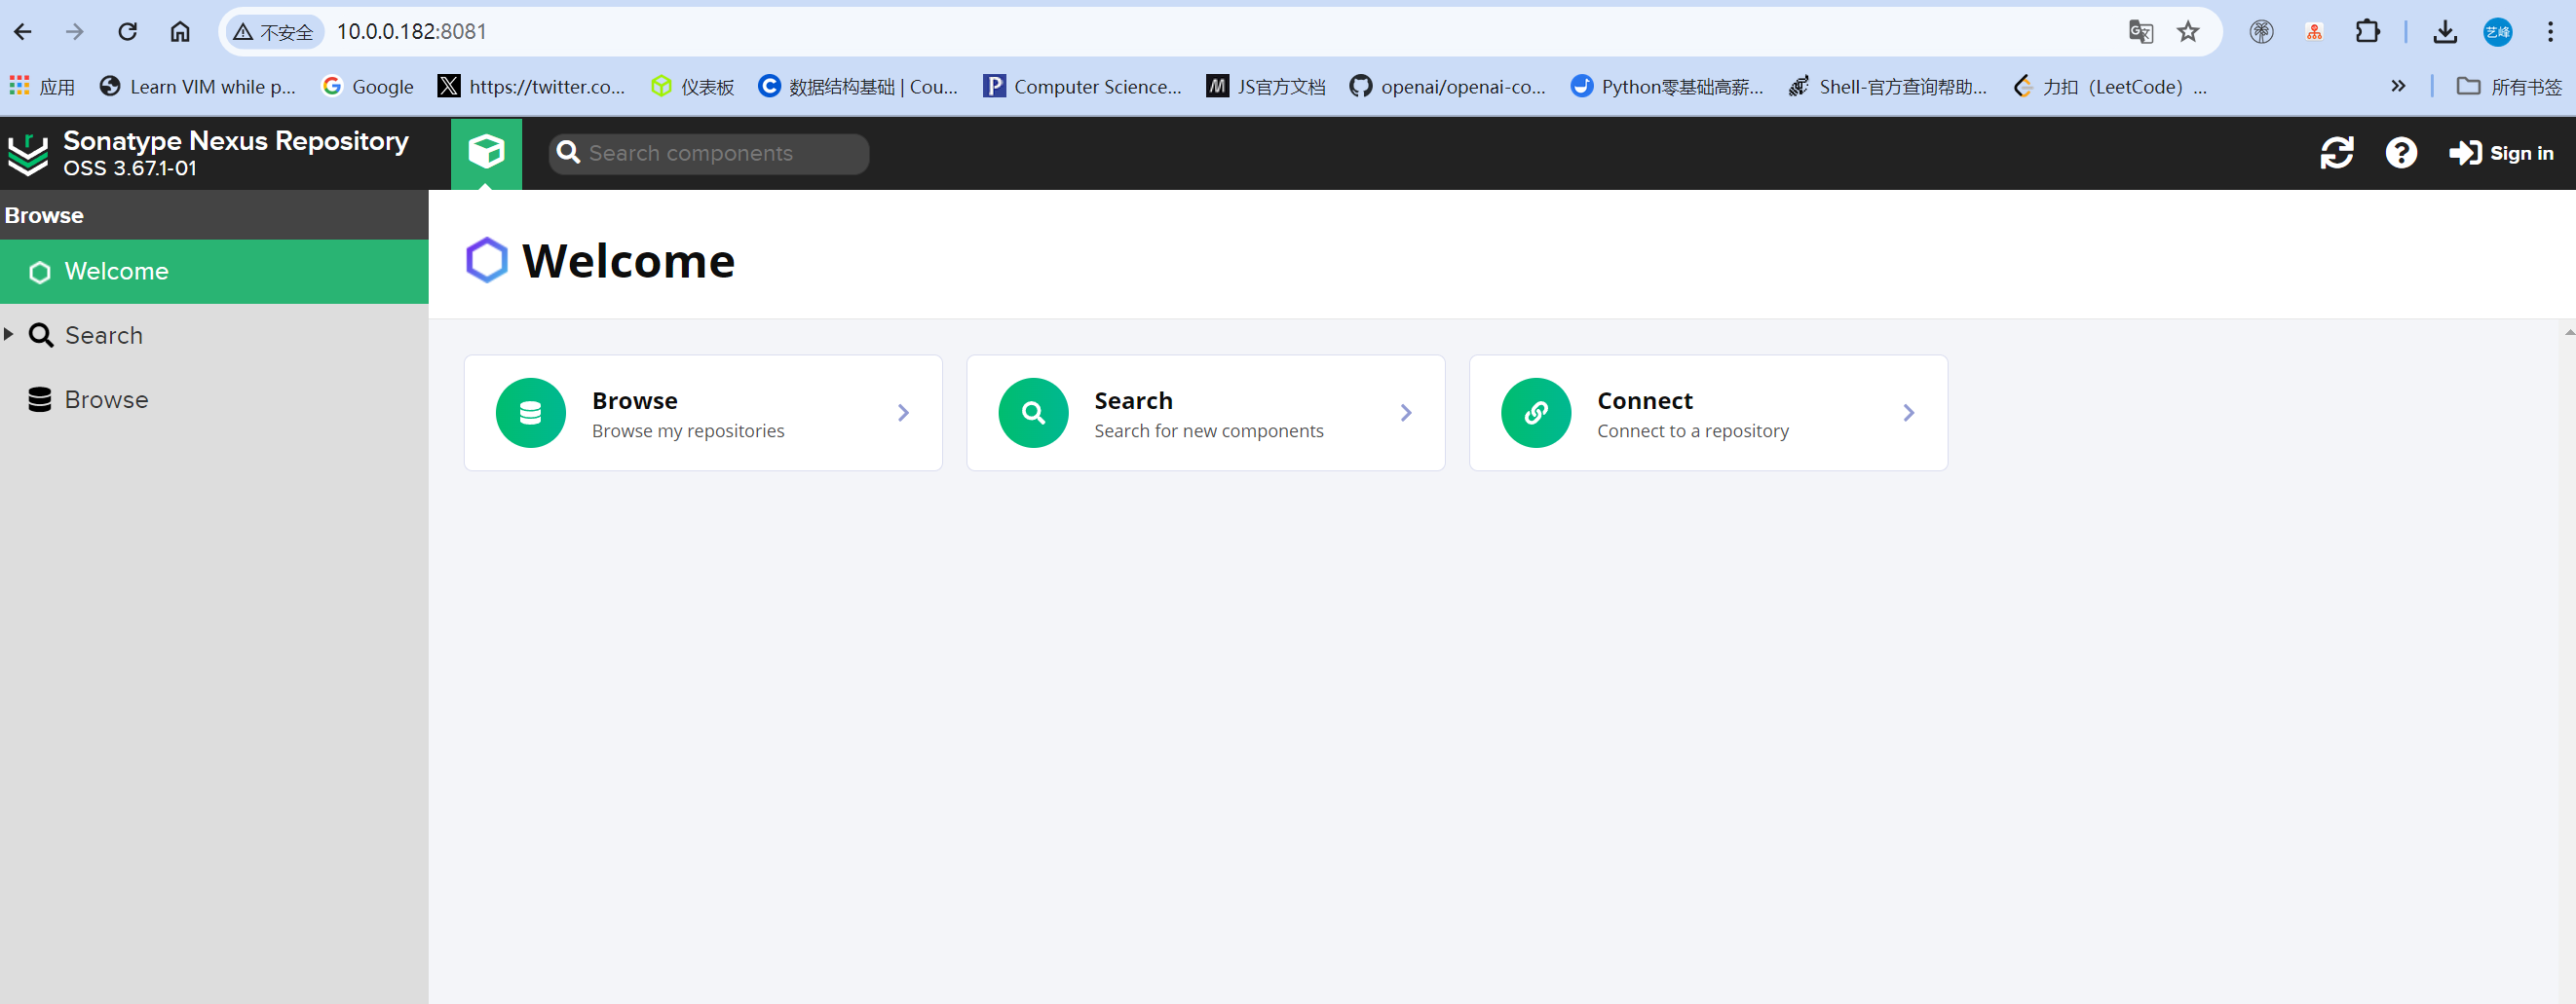 不安全 10.0.0.182:8081
应用 Learn VIM while p... Google https://twitter.co... 仪表板 数据结构基础 | Cou... Computer Science... JS官方文档 openai/openai-co... Python零基础高薪... Shell-官方查询帮助... 力扣（LeetCode）... » 所有书签
艺峰
Sonatype Nexus Repository
OSS 3.67.1-01
Search components
Sign in
Browse
Welcome
Search
Browse
Welcome
Browse
Browse my repositories
Search
Search for new components
Connect
Connect to a repository